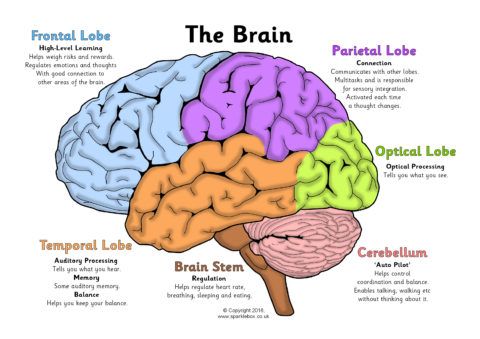 The Brain
Frontal Lobe
High-Level Learning
Helps weigh risks and rewards.
Regulates emotions and thoughts
With good connection to
other areas of the brain.
Parietal Lobe
Connection
Communicates with other lobes.
Multitasks and is responsible
for sensory integration.
Activated each time
a thought changes.
Optical Lobe
Optical Processing
Tells you what you see.
Temporal Lobe
Auditory Processing
Tells you what you hear.
Memory
Some auditory memory.
Balance
Helps you keep your balance.
Brain Stem
Regulation
Helps regulate heart rate,
breathing, sleeping and eating.
Cerebellum
'Auto Pilot'
Helps control
coordination and balance.
Enables talking, walking etc
without thinking about it.
© Copyright 2016,
www.sparklebox.co.uk